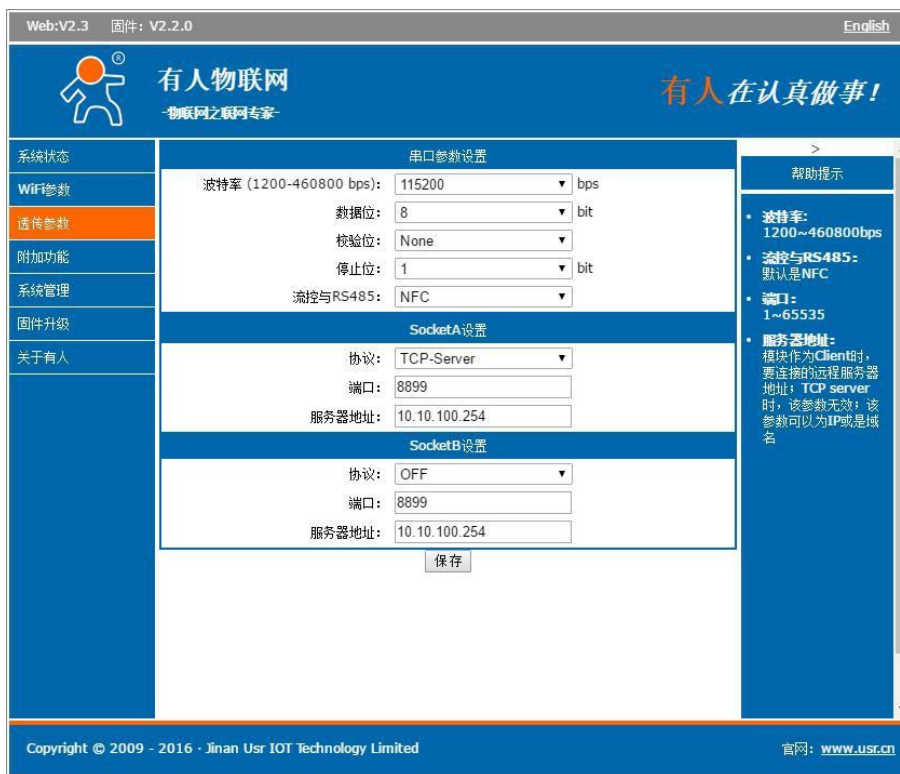 Web:V2.3 固件: V2.2.0 English
®
有人物联网
-物联网之联网专家-
有人在认真做事!
系统状态
WiFi参数
透传参数
附加功能
系统管理
固件升级
关于有人
串口参数设置
波特率 (1200-460800 bps): 115200 bps
数据位: 8 bit
校验位: None
停止位: 1 bit
流控与RS485: NFC
SocketA设置
协议: TCP-Server
端口: 8899
服务器地址: 10.10.100.254
SocketB设置
协议: OFF
端口: 8899
服务器地址: 10.10.100.254
保存
>
帮助提示
• 波特率:
1200~460800bps
• 流控与RS485:
默认是NFC
• 端口:
1~65535
• 服务器地址:
模块作为Client时,
要连接的远程服务器
地址; TCP server
时, 该参数无效; 该
参数可以为IP或是域
名
Copyright © 2009 - 2016 · Jinan Usr IOT Technology Limited 官网: www.usr.cn